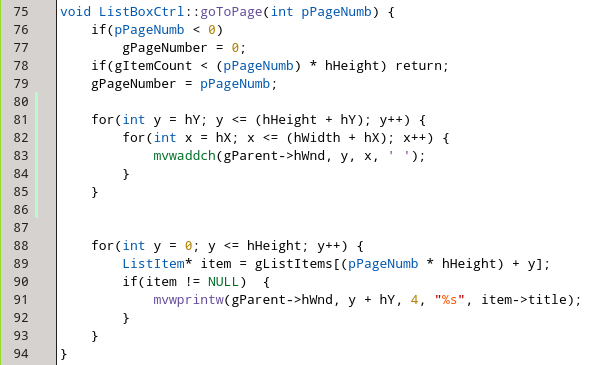 75 void ListBoxCtrl::goToPage(int pPageNumb) {
76     if(pPageNumb < 0)
77         gPageNumber = 0;
78     if(gItemCount < (pPageNumb) * hHeight) return;
79     gPageNumber = pPageNumb;
80
81     for(int y = hY; y <= (hHeight + hY); y++) {
82         for(int x = hX; x <= (hWidth + hX); x++) {
83             mvwaddch(gParent->hWnd, y, x, ' ');
84         }
85     }
86
87
88     for(int y = 0; y <= hHeight; y++) {
89         ListItem* item = gListItems[(pPageNumb * hHeight) + y];
90         if(item != NULL)  {
91             mvwprintw(gParent->hWnd, y + hY, 4, "%s", item->title);
92         }
93     }
94 }